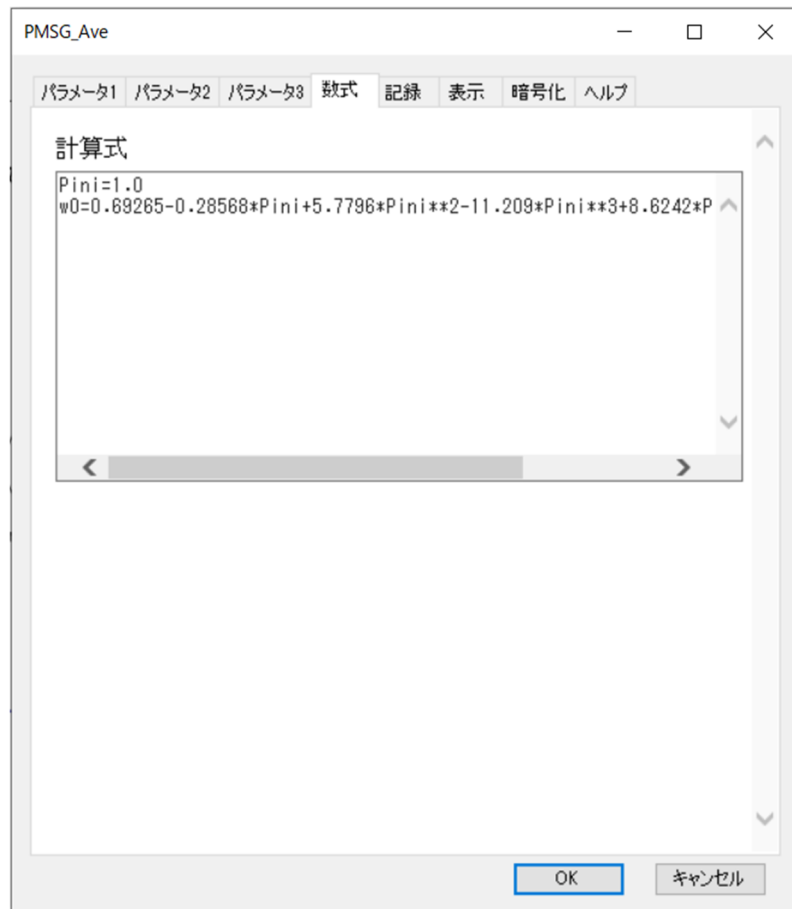 PMSG_Ave
パラメータ1 パラメータ2 パラメータ3 数式 記録 表示 暗号化 ヘルプ
計算式
Pini=1.0
w0=0.69265-0.28568*Pini+5.7796*Pini**2-11.209*Pini**3+8.6242*P
OK キャンセル